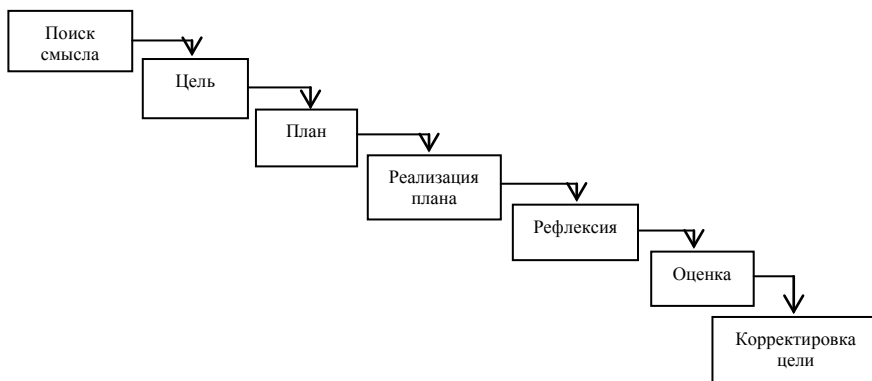 Поиск
смысла
Цель
План
Реализация
плана
Рефлексия
Оценка
Корректировка
цели